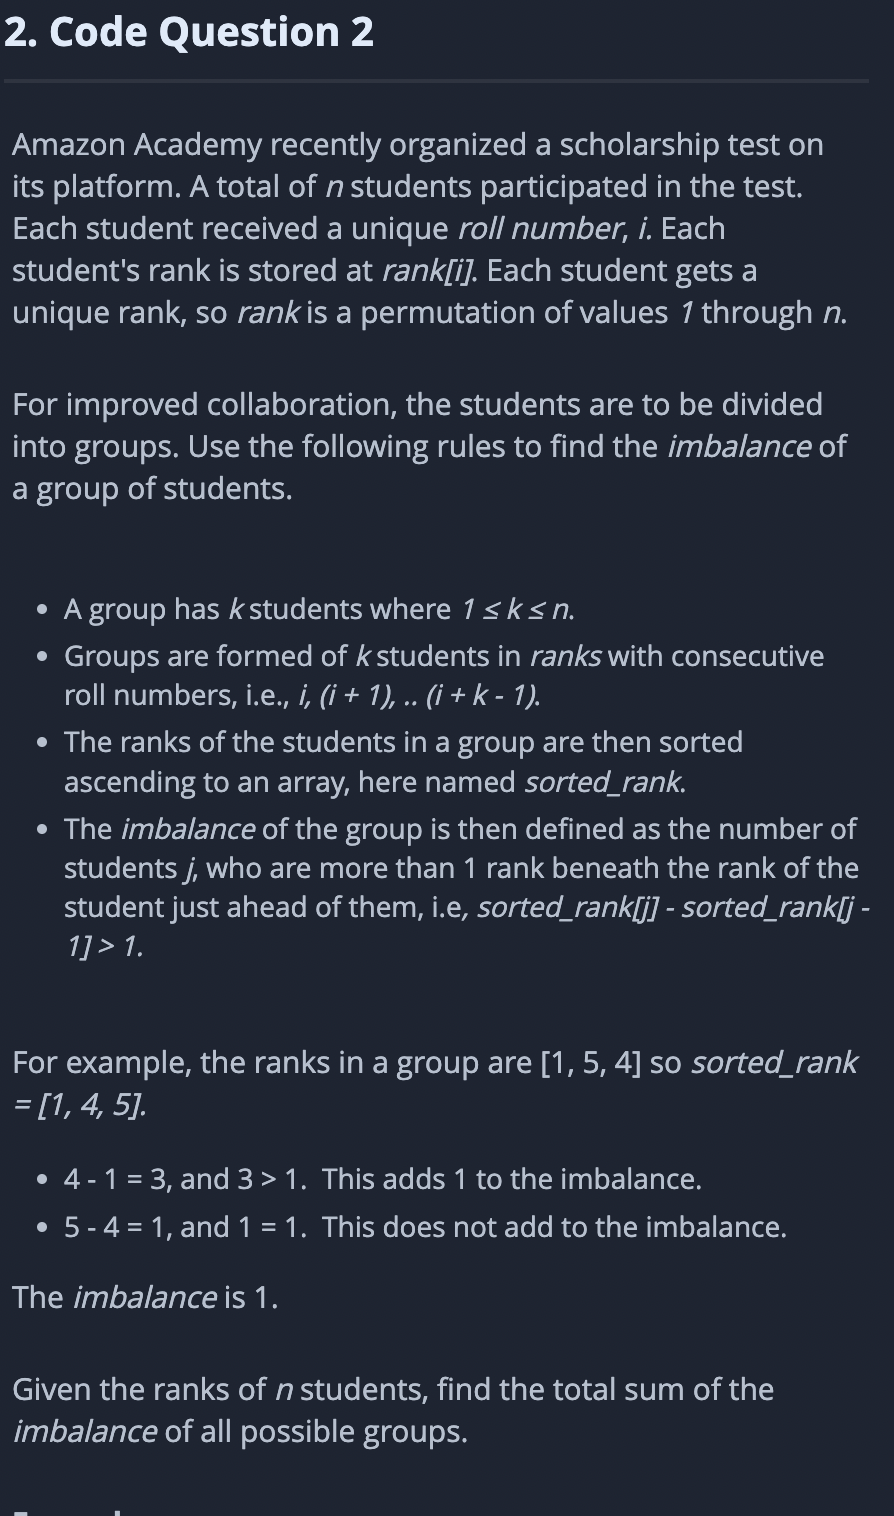 2. Code Question 2
Amazon Academy recently organized a scholarship test on
its platform. A total of n students participated in the test.
Each student received a unique roll number, i. Each
student's rank is stored at rank[i]. Each student gets a
unique rank, so rank is a permutation of values 1 through n.
For improved collaboration, the students are to be divided
into groups. Use the following rules to find the imbalance of
a group of students.
• A group has k students where 1 ≤ k ≤ n.
• Groups are formed of k students in ranks with consecutive
roll numbers, i.e., i, (i + 1), .. (i + k - 1).
• The ranks of the students in a group are then sorted
ascending to an array, here named sorted_rank.
• The imbalance of the group is then defined as the number of
students j, who are more than 1 rank beneath the rank of the
student just ahead of them, i.e, sorted_rank[j] - sorted_rank[j -
1] > 1.
For example, the ranks in a group are [1, 5, 4] so sorted_rank
= [1, 4, 5].
• 4 - 1 = 3, and 3 > 1.  This adds 1 to the imbalance.
• 5 - 4 = 1, and 1 = 1.  This does not add to the imbalance.
The imbalance is 1.
Given the ranks of n students, find the total sum of the
imbalance of all possible groups.